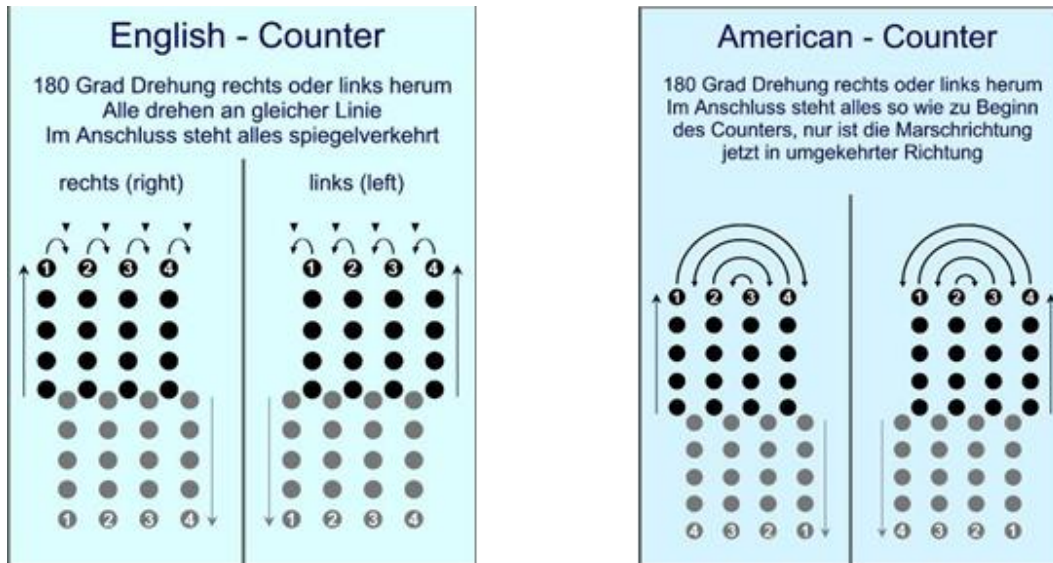 English - Counter
180 Grad Drehung rechts oder links herum
Alle drehen an gleicher Linie
Im Anschluss steht alles spiegelverkehrt
rechts (right)
links (left)
1 2 3 4
1 2 3 4
1 2 3 4
1 2 3 4
American - Counter
180 Grad Drehung rechts oder links herum
Im Anschluss steht alles so wie zu Beginn
des Counters, nur ist die Marschrichtung
jetzt in umgekehrter Richtung
1 2 3 4
1 2 3 4
4 3 2 1
4 3 2 1